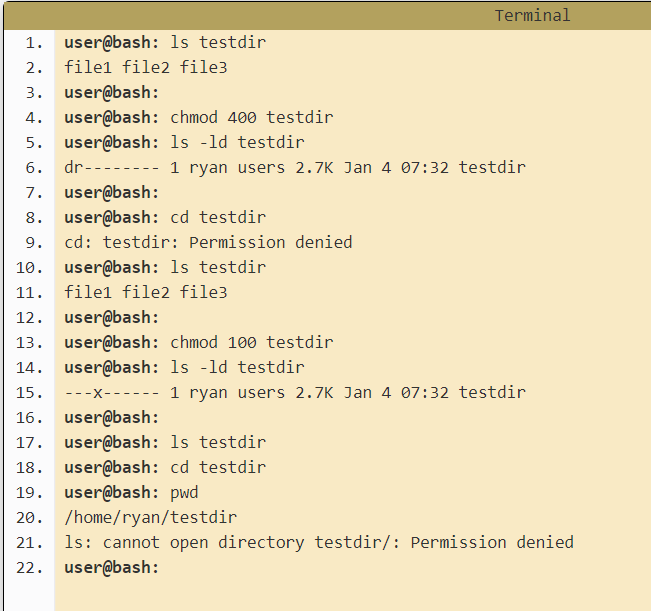 Terminal
1. user@bash: ls testdir
2. file1 file2 file3
3. user@bash:
4. user@bash: chmod 400 testdir
5. user@bash: ls -ld testdir
6. dr-------- 1 ryan users 2.7K Jan 4 07:32 testdir
7. user@bash:
8. user@bash: cd testdir
9. cd: testdir: Permission denied
10. user@bash: ls testdir
11. file1 file2 file3
12. user@bash:
13. user@bash: chmod 100 testdir
14. user@bash: ls -ld testdir
15. ---x------ 1 ryan users 2.7K Jan 4 07:32 testdir
16. user@bash:
17. user@bash: ls testdir
18. user@bash: cd testdir
19. user@bash: pwd
20. /home/ryan/testdir
21. ls: cannot open directory testdir/: Permission denied
22. user@bash: